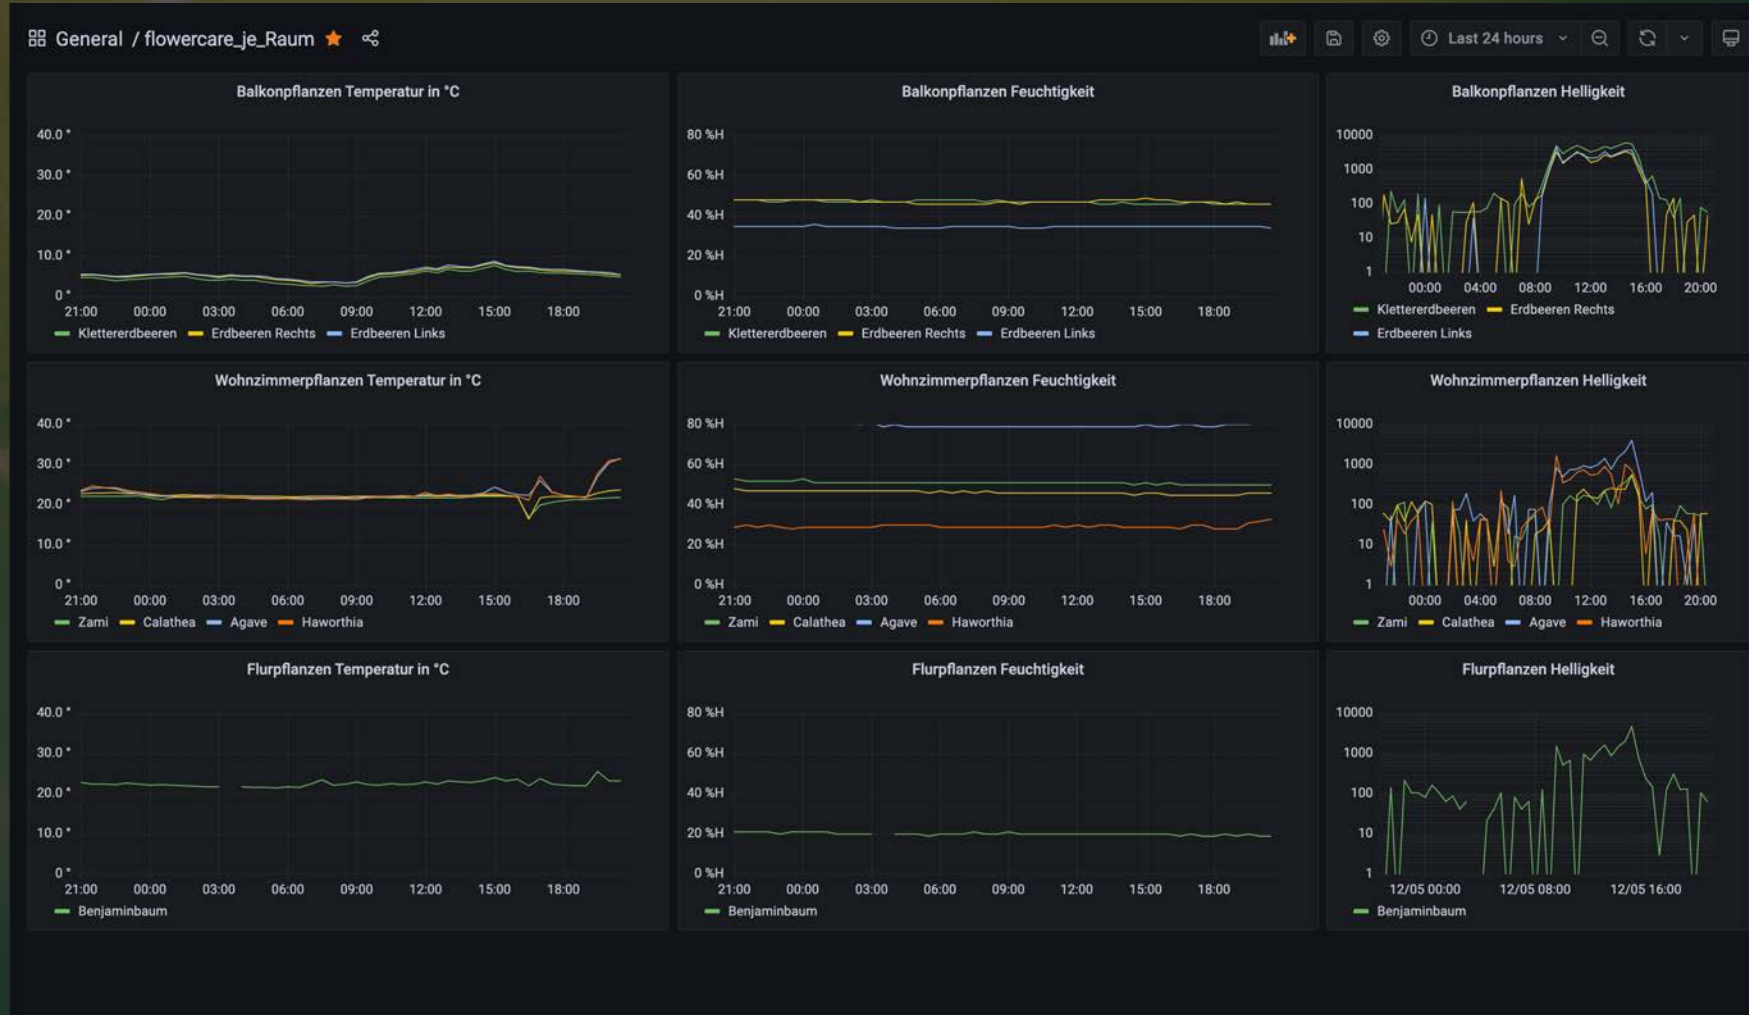 General / flowercare_je_Raum
Last 24 hours
Balkonpflanzen Temperatur in °C
40.0 °
30.0 °
20.0 °
10.0 °
0 °
21:00 00:00 03:00 06:00 09:00 12:00 15:00 18:00
Klettererdbeeren Erdbeeren Rechts Erdbeeren Links
Balkonpflanzen Feuchtigkeit
80 %H
60 %H
40 %H
20 %H
0 %H
21:00 00:00 03:00 06:00 09:00 12:00 15:00 18:00
Klettererdbeeren Erdbeeren Rechts Erdbeeren Links
Balkonpflanzen Helligkeit
10000
1000
100
10
1
00:00 04:00 08:00 12:00 16:00 20:00
Klettererdbeeren Erdbeeren Rechts
Erdbeeren Links
Wohnzimmerpflanzen Temperatur in °C
40.0 °
30.0 °
20.0 °
10.0 °
0 °
21:00 00:00 03:00 06:00 09:00 12:00 15:00 18:00
Zami Calathea Agave Haworthia
Wohnzimmerpflanzen Feuchtigkeit
80 %H
60 %H
40 %H
20 %H
0 %H
21:00 00:00 03:00 06:00 09:00 12:00 15:00 18:00
Zami Calathea Agave Haworthia
Wohnzimmerpflanzen Helligkeit
10000
1000
100
10
1
00:00 04:00 08:00 12:00 16:00 20:00
Zami Calathea Agave Haworthia
Flurpflanzen Temperatur in °C
40.0 °
30.0 °
20.0 °
10.0 °
0 °
21:00 00:00 03:00 06:00 09:00 12:00 15:00 18:00
Benjaminbaum
Flurpflanzen Feuchtigkeit
80 %H
60 %H
40 %H
20 %H
0 %H
21:00 00:00 03:00 06:00 09:00 12:00 15:00 18:00
Benjaminbaum
Flurpflanzen Helligkeit
10000
1000
100
10
1
12/05 00:00 12/05 08:00 12/05 16:00
Benjaminbaum